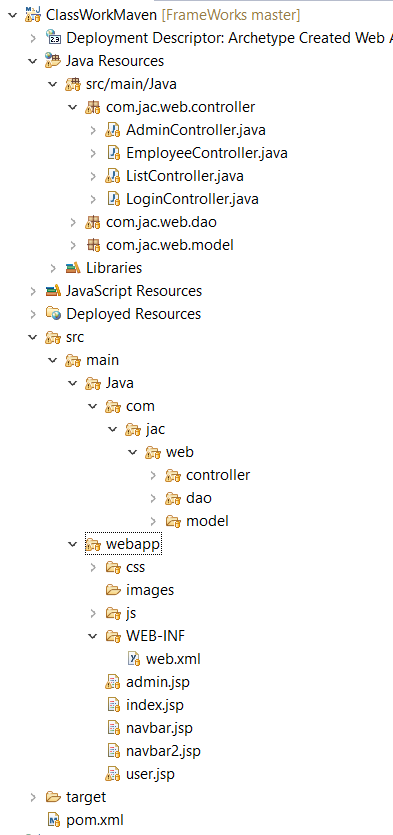 ClassWorkMaven [FrameWorks master]
Deployment Descriptor: Archetype Created Web A
Java Resources
src/main/Java
com.jac.web.controller
AdminController.java
EmployeeController.java
ListController.java
LoginController.java
com.jac.web.dao
com.jac.web.model
Libraries
JavaScript Resources
Deployed Resources
src
main
Java
com
jac
web
controller
dao
model
webapp
css
images
js
WEB-INF
web.xml
admin.jsp
index.jsp
navbar.jsp
navbar2.jsp
user.jsp
target
pom.xml